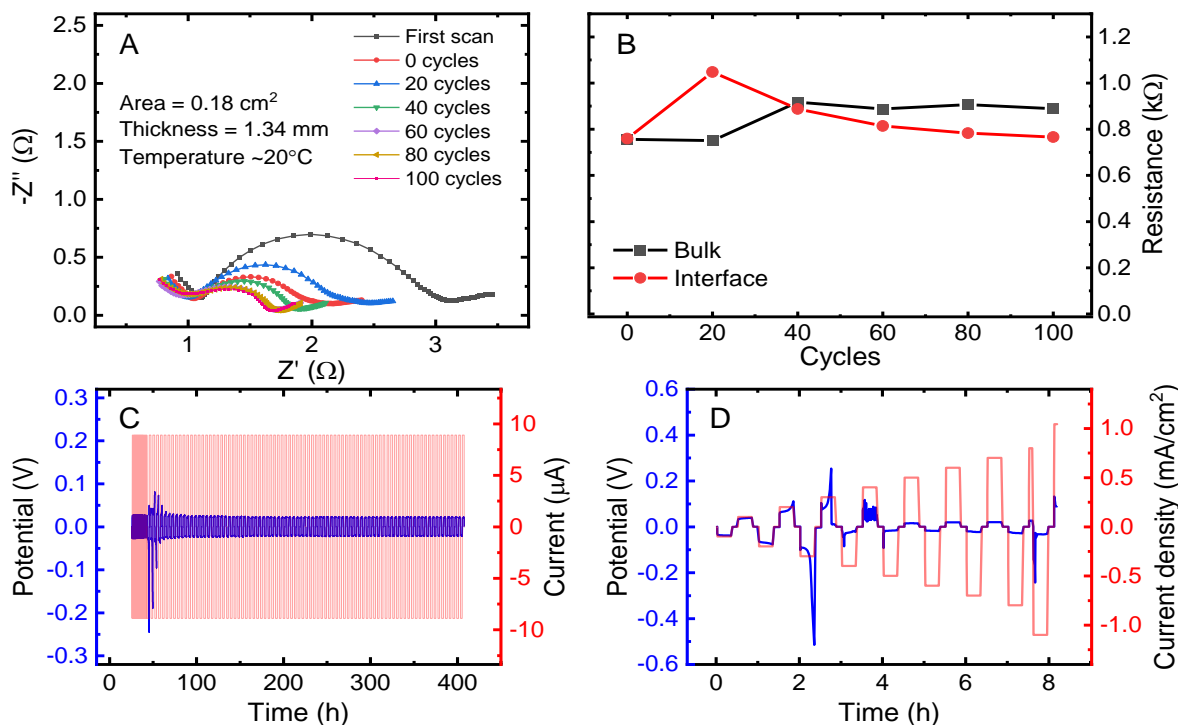 A
-Z" (Ω)
2.5
2.0
1.5
1.0
0.5
0.0
First scan
0 cycles
20 cycles
40 cycles
60 cycles
80 cycles
100 cycles
Area = 0.18 cm²
Thickness = 1.34 mm
Temperature ~20°C
1 2 3
Z' (Ω)
B
Bulk
Interface
1.2
1.0
0.8
0.6
0.4
0.2
0.0
Resistance (kΩ)
0 20 40 60 80 100
Cycles
C
Potential (V)
0.3
0.2
0.1
0.0
-0.1
-0.2
-0.3
10
5
0
-5
-10
Current (μA)
0 100 200 300 400
Time (h)
D
Potential (V)
0.6
0.4
0.2
0.0
-0.2
-0.4
-0.6
1.0
0.5
0.0
-0.5
-1.0
Current density (mA/cm²)
0 2 4 6 8
Time (h)